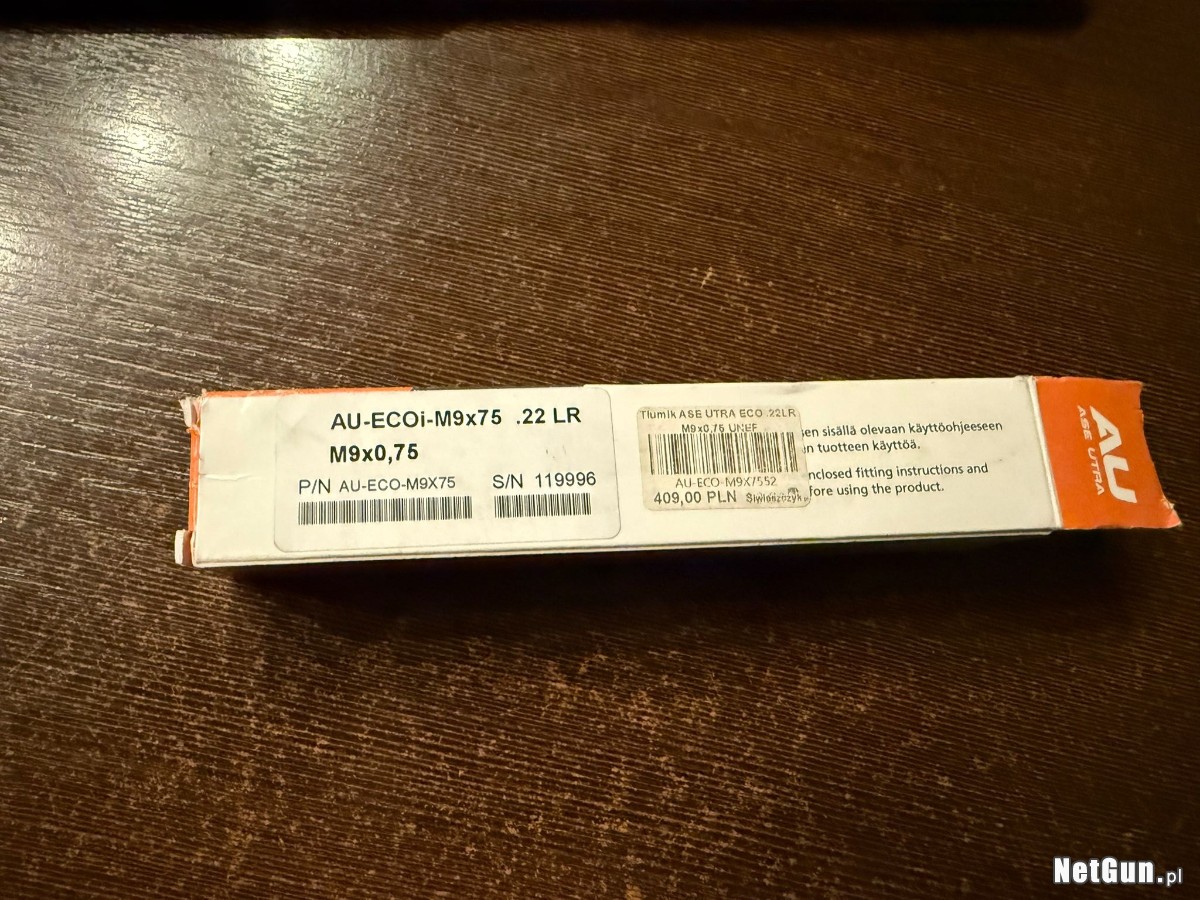 AU-ECOi-M9x75 .22 LR
M9x0,75
P/N AU-ECO-M9X75
S/N 119996
Tlumik ASE UTRA ECO .22LR
M9x0,75 UNEF
AU-ECO-M9X7552
409,00 PLN
sen sisällä olevaan käyttöohjeeseen
n tuotteen käyttöä.
nclosed fitting instructions and
fore using the product.
AU
ASE UTRA
NetGun.pl